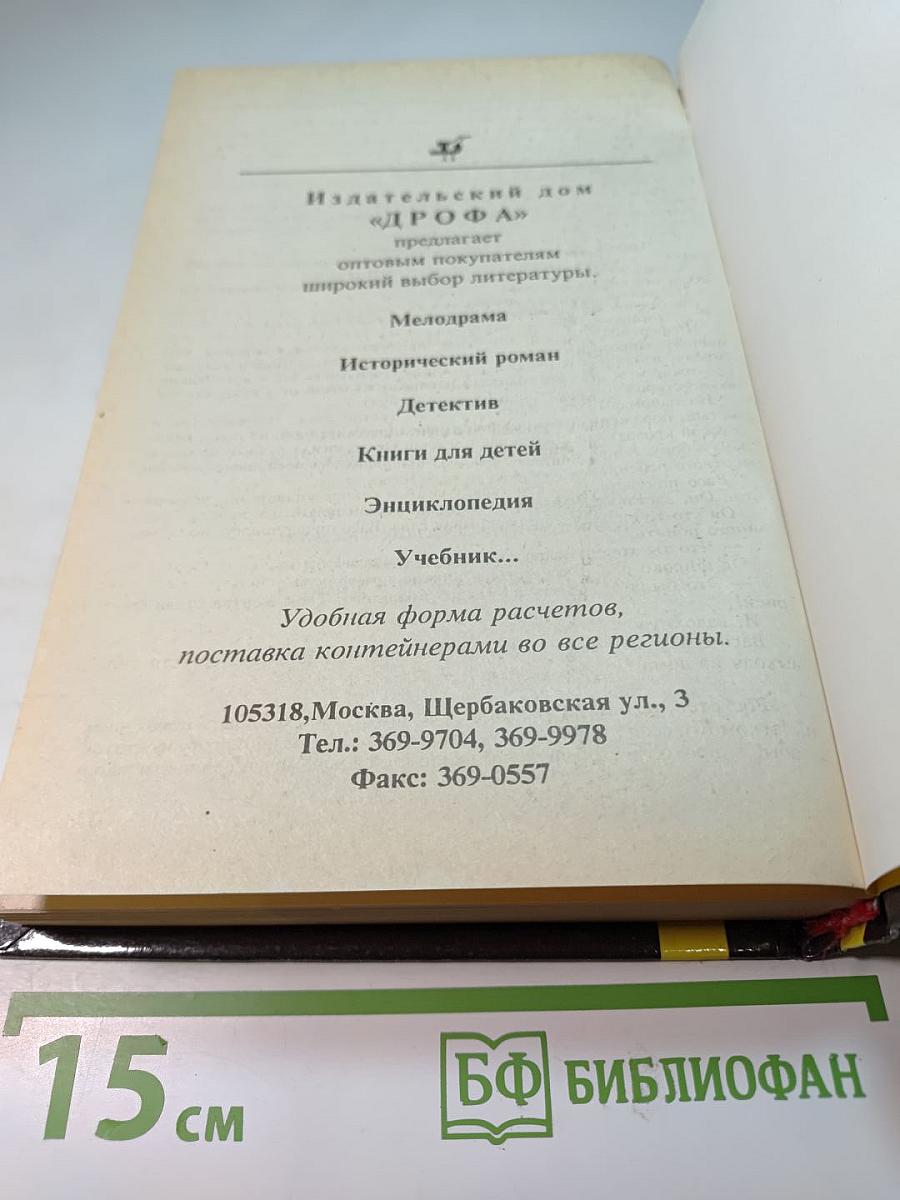 Издательский дом
«ДРОФА»
предлагает
оптовым покупателям
широкий выбор литературы.
Мелодрама
Исторический роман
Детектив
Книги для детей
Энциклопедия
Учебник...
Удобная форма расчетов,
поставка контейнерами во все регионы.
105318,Москва, Щербаковская ул., 3
Тел.: 369-9704, 369-9978
Факс: 369-0557
15 см
БФ БИБЛИОФАН